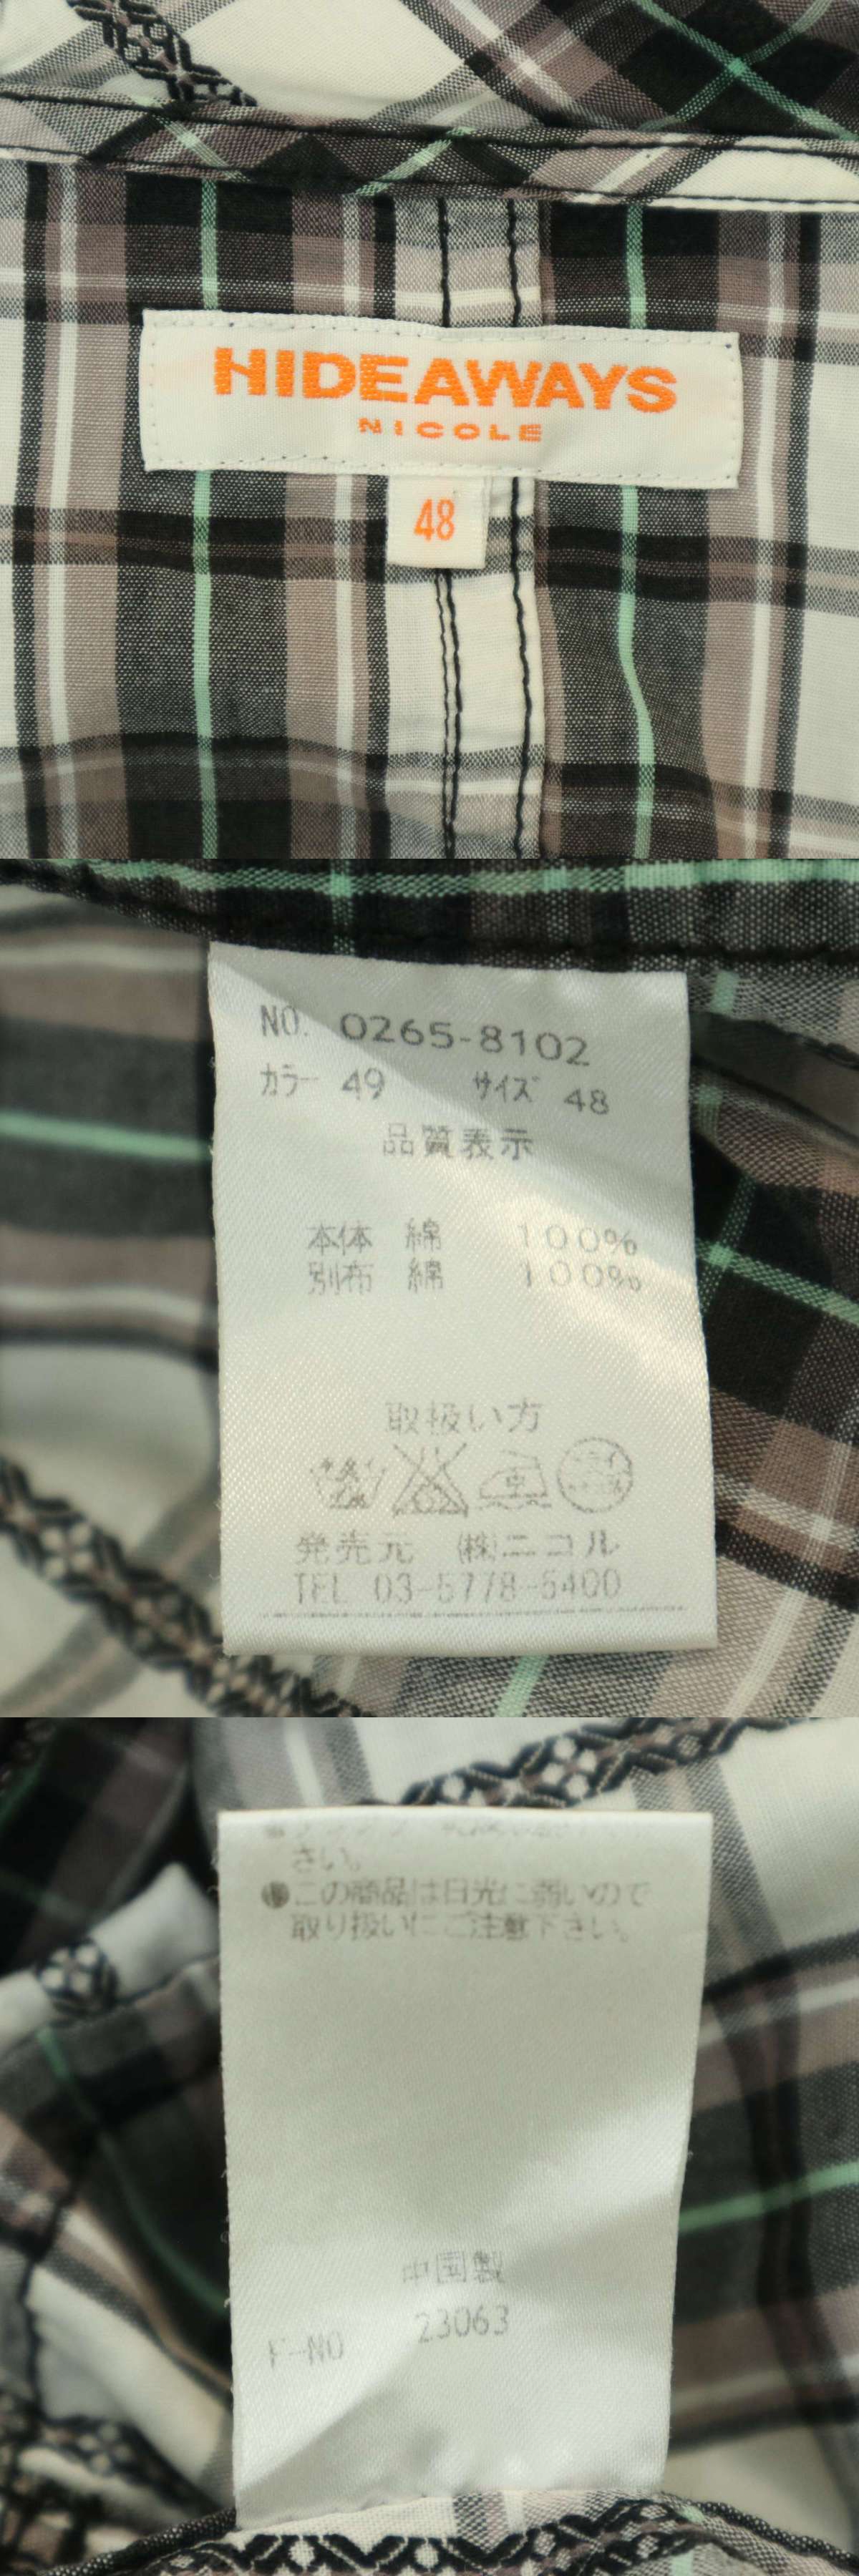 HIDEAWAYS
NICOLE
48
NO. 0265-8102
カラー 49 サイズ 48
品質表示
本体 綿 100%
別布 綿 100%
取扱い方
発売元 (株)ニコル
TEL 03-5778-5400
さい。
●この商品は日光に弱いので
取り扱いにご注意下さい。
中国製
F-NO 23063